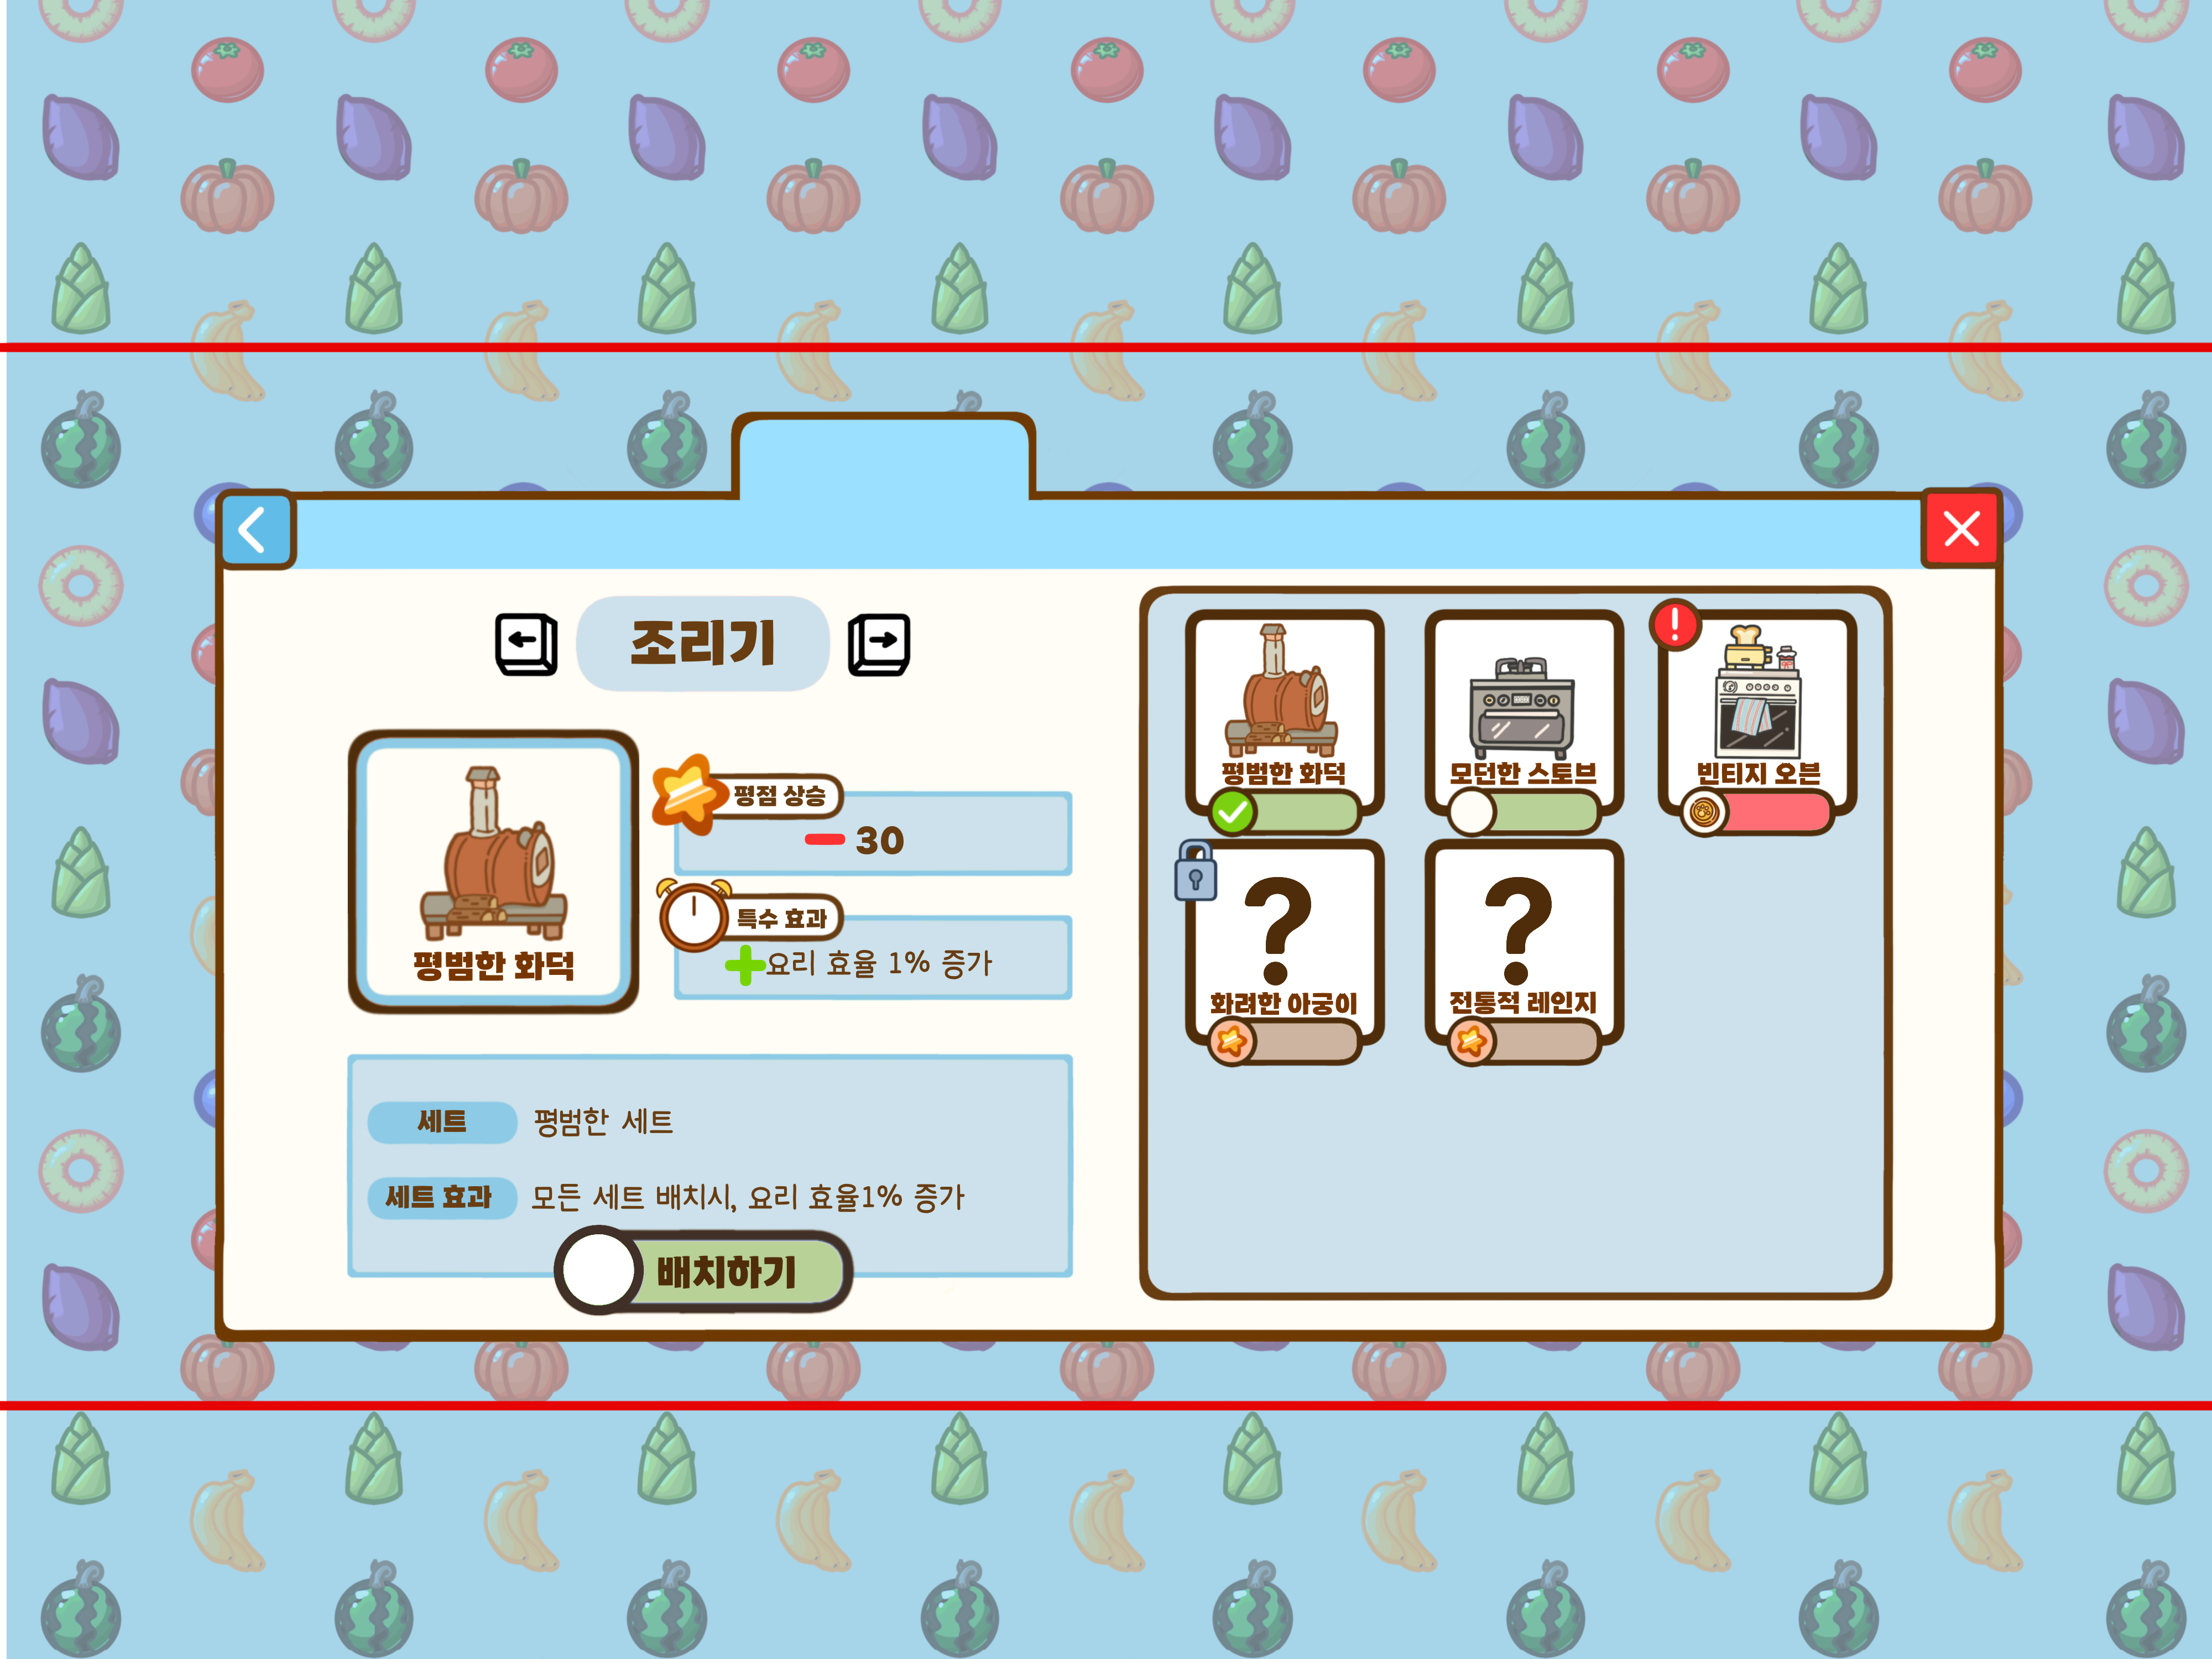 조리기
평범한 화덕
평점 상승
30
특수 효과
요리 효율 1% 증가
세트
평범한 세트
세트 효과
모든 세트 배치시, 요리 효율1% 증가
배치하기
평범한 화덕
모던한 스토브
빈티지 오븐
?
?
화려한 아궁이
전통적 레인지